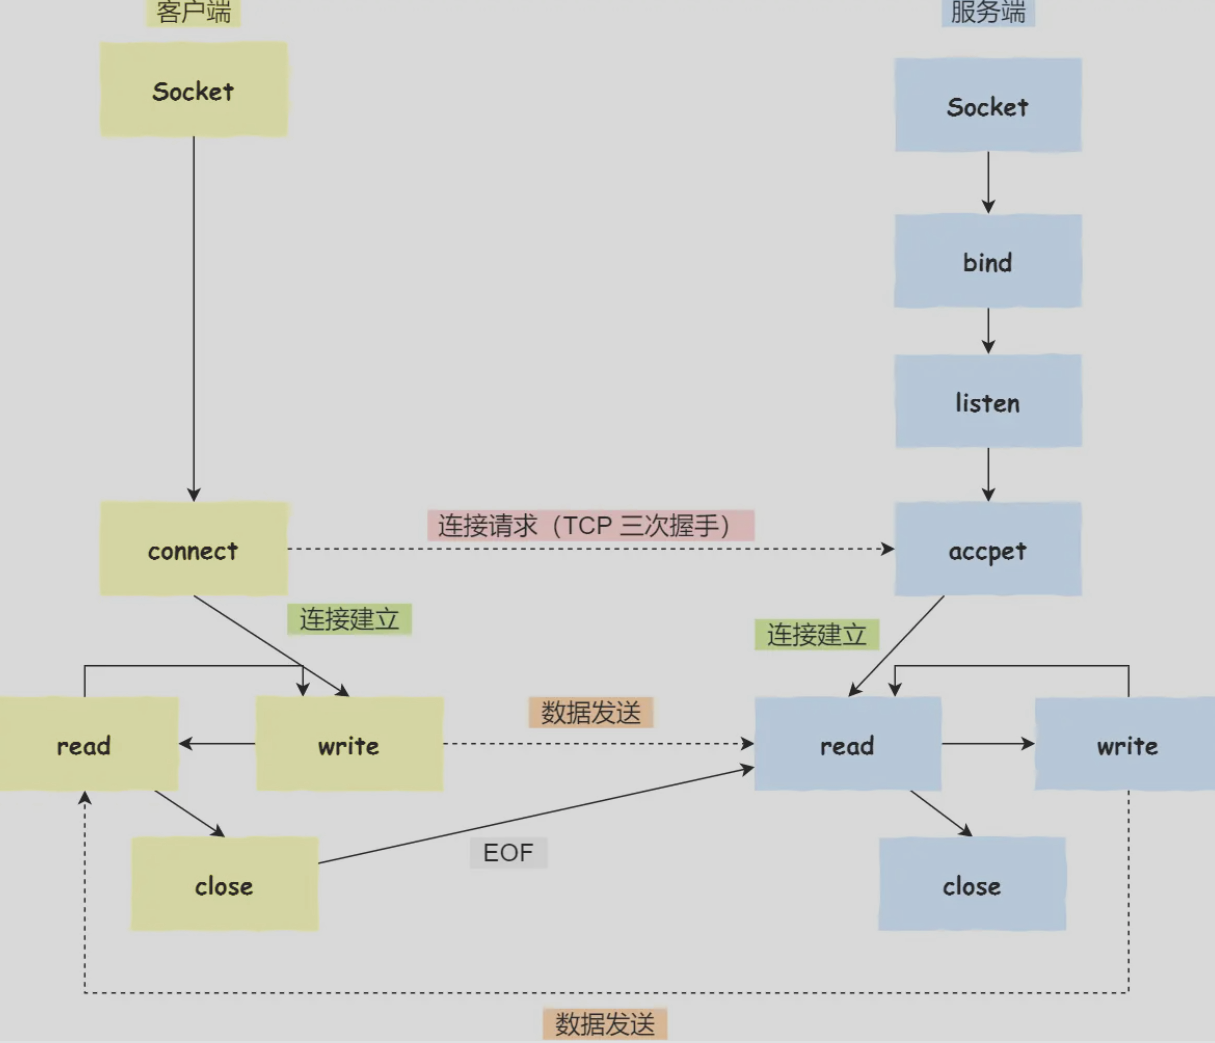 客户端
服务端
Socket
Socket
bind
listen
连接请求（TCP 三次握手）
connect
accpet
连接建立
连接建立
数据发送
read
write
read
write
EOF
close
close
数据发送